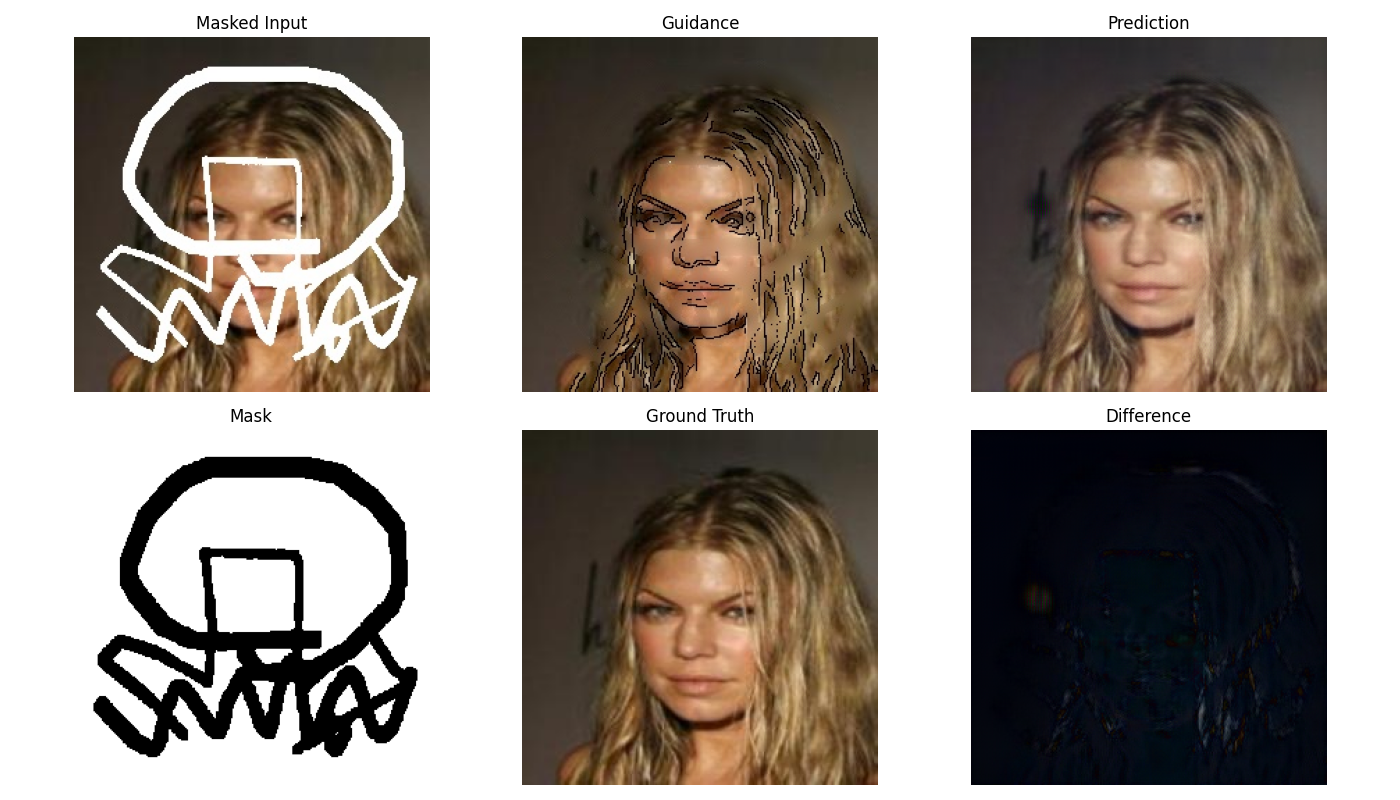 Masked Input
Guidance
Prediction
Mask
Ground Truth
Difference